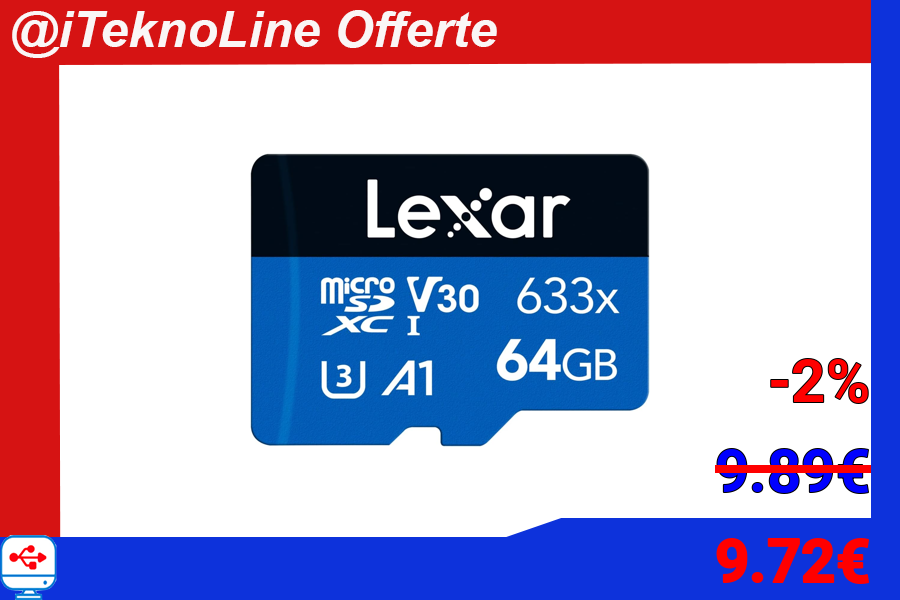 @iTeknoLine Offerte
Lexar
micro SD XC I V30 633x
U3 A1 64GB
-2%
9.89€
9.72€